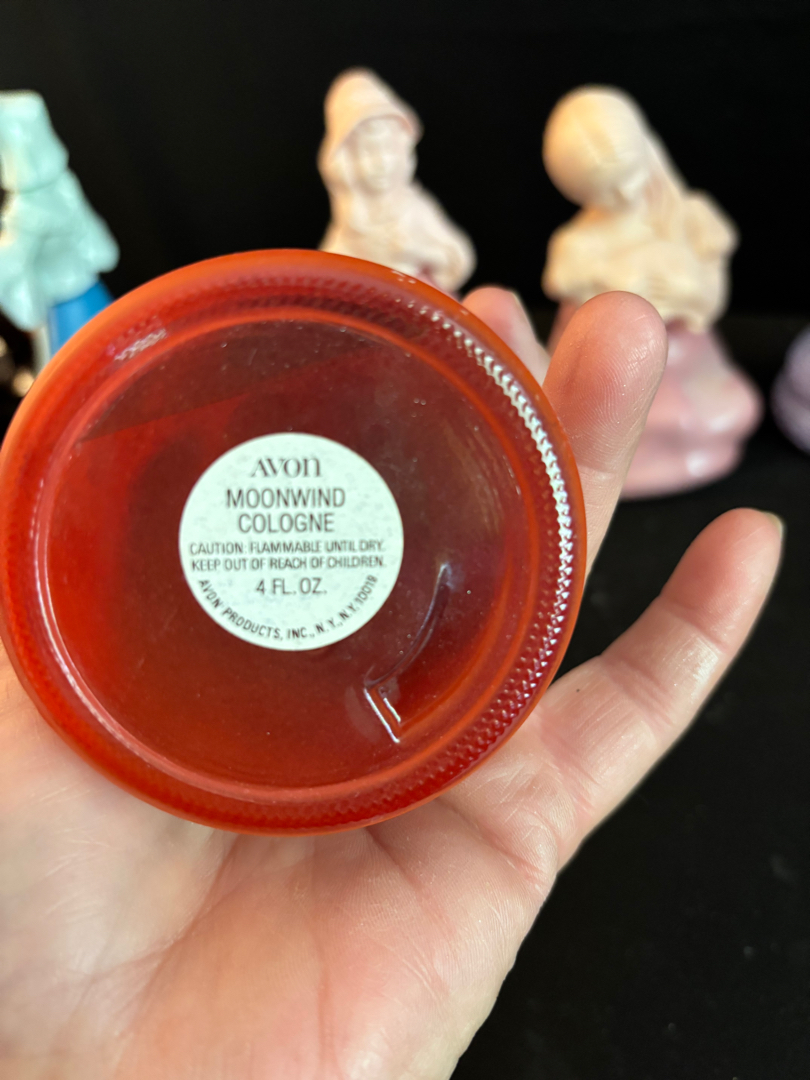 AVON
MOONWIND
COLOGNE
CAUTION: FLAMMABLE UNTIL DRY.
KEEP OUT OF REACH OF CHILDREN.
4 FL. OZ.
AVON PRODUCTS, INC., N.Y., N.Y. 10019